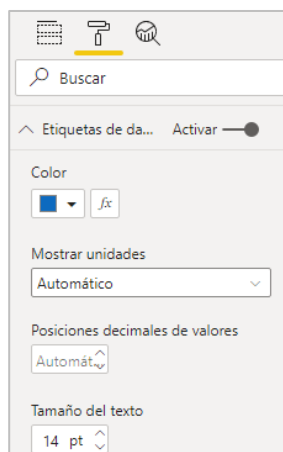 Buscar
Etiquetas de da... Activar
Color
fx
Mostrar unidades
Automático
Posiciones decimales de valores
Automát
Tamaño del texto
14 pt